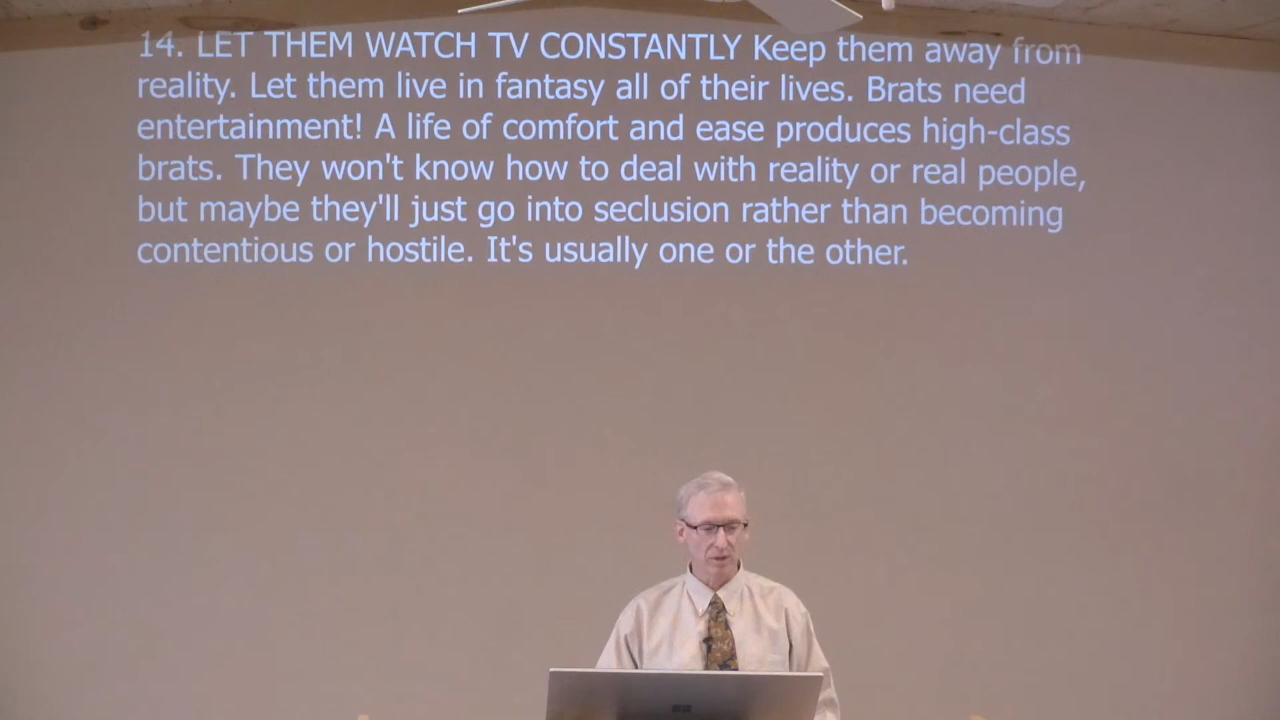 14. LET THEM WATCH TV CONSTANTLY Keep them away from
reality. Let them live in fantasy all of their lives. Brats need
entertainment! A life of comfort and ease produces high-class
brats. They won't know how to deal with reality or real people,
but maybe they'll just go into seclusion rather than becoming
contentious or hostile. It's usually one or the other.